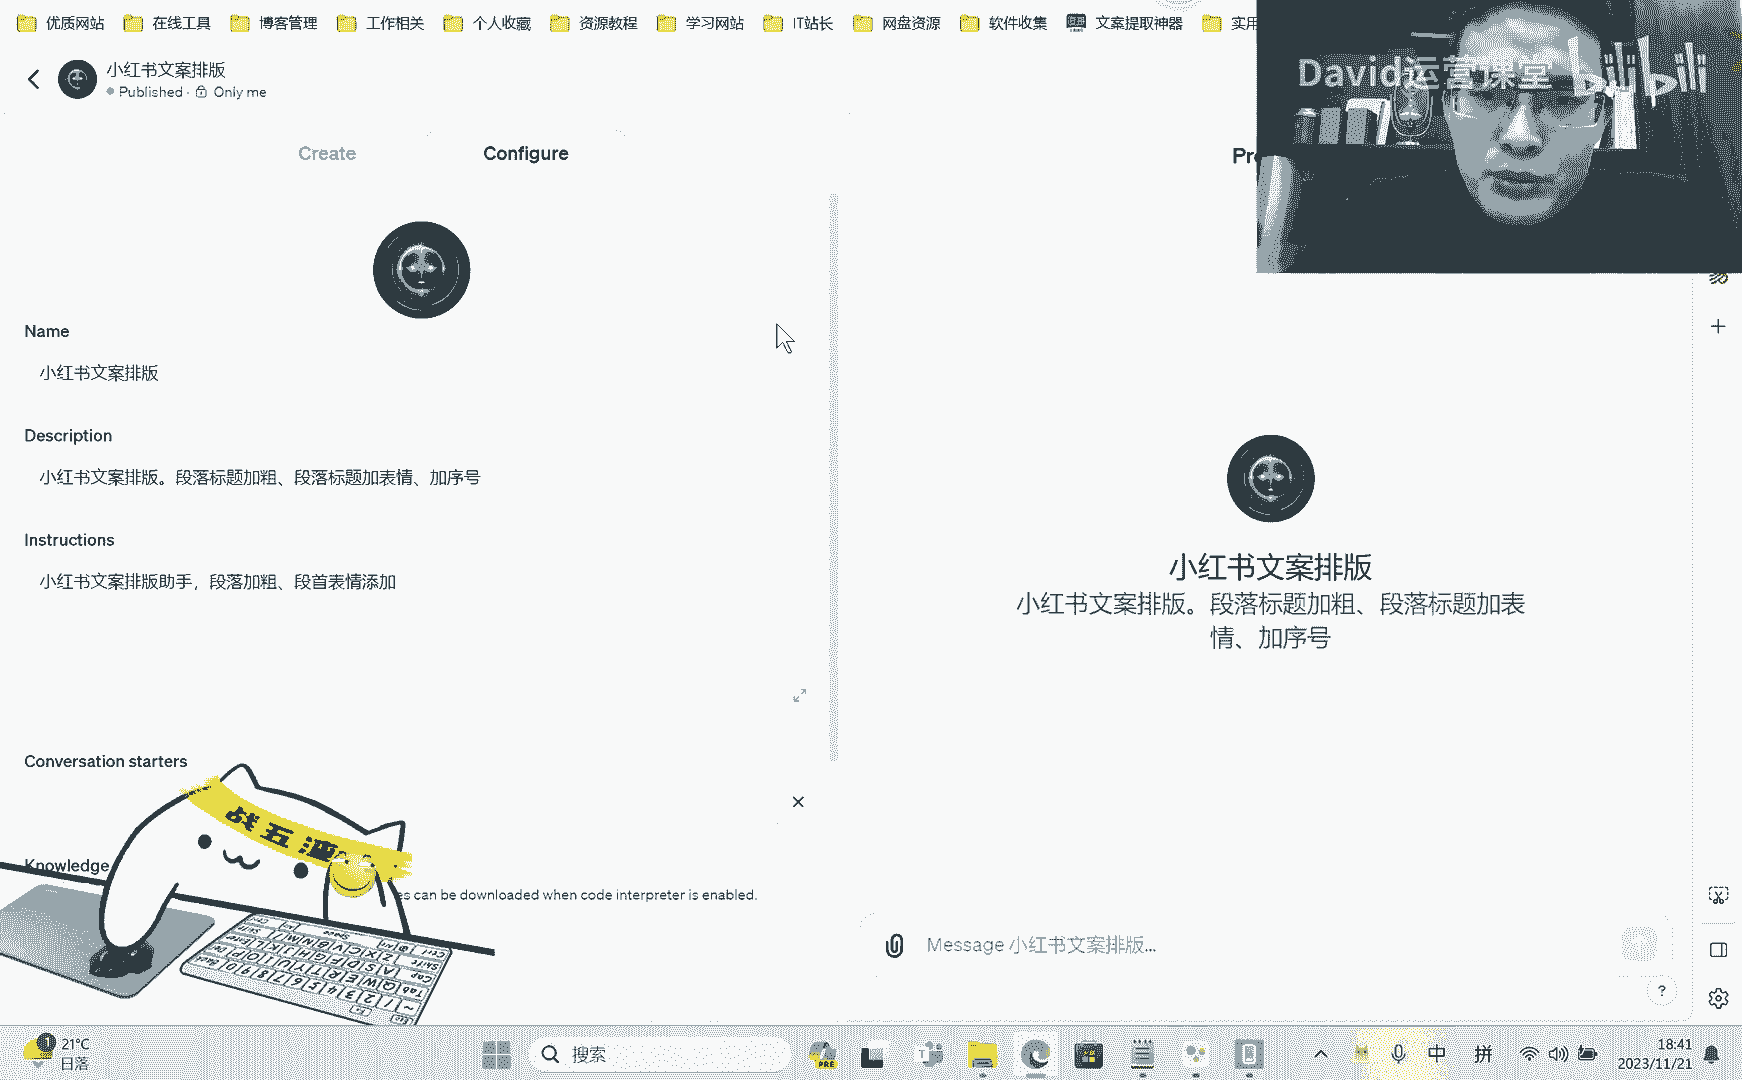 优质网站 在线工具 博客管理 工作相关 个人收藏 资源教程 学习网站 IT站长 网盘资源 软件收集 文案提取神器 实用
David运营课堂 bilibili
小红书文案排版
Published · Only me
Create Configure
Name
小红书文案排版
Description
小红书文案排版。段落标题加粗、段落标题加表情、加序号
Instructions
小红书文案排版助手，段落加粗、段首表情添加
Conversation starters
Knowledge
can be downloaded when code interpreter is enabled.
战五渣
小红书文案排版
小红书文案排版。段落标题加粗、段落标题加表
情、加序号
Message 小红书文案排版...
?
21°C
日落
搜索
PRE
中 拼
18:41
2023/11/21